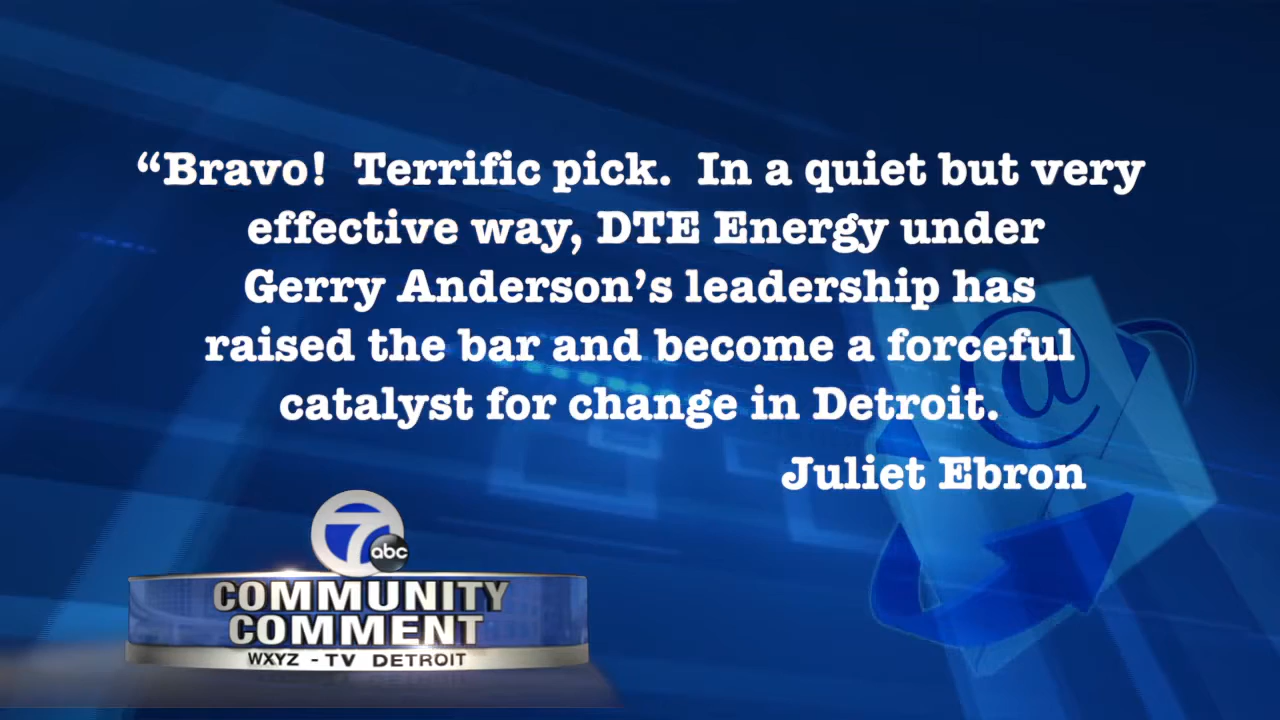 “Bravo!  Terrific pick.  In a quiet but very
effective way, DTE Energy under
Gerry Anderson’s leadership has
raised the bar and become a forceful
catalyst for change in Detroit.
Juliet Ebron
@
7 abc
COMMUNITY
COMMENT
WXYZ - TV DETROIT